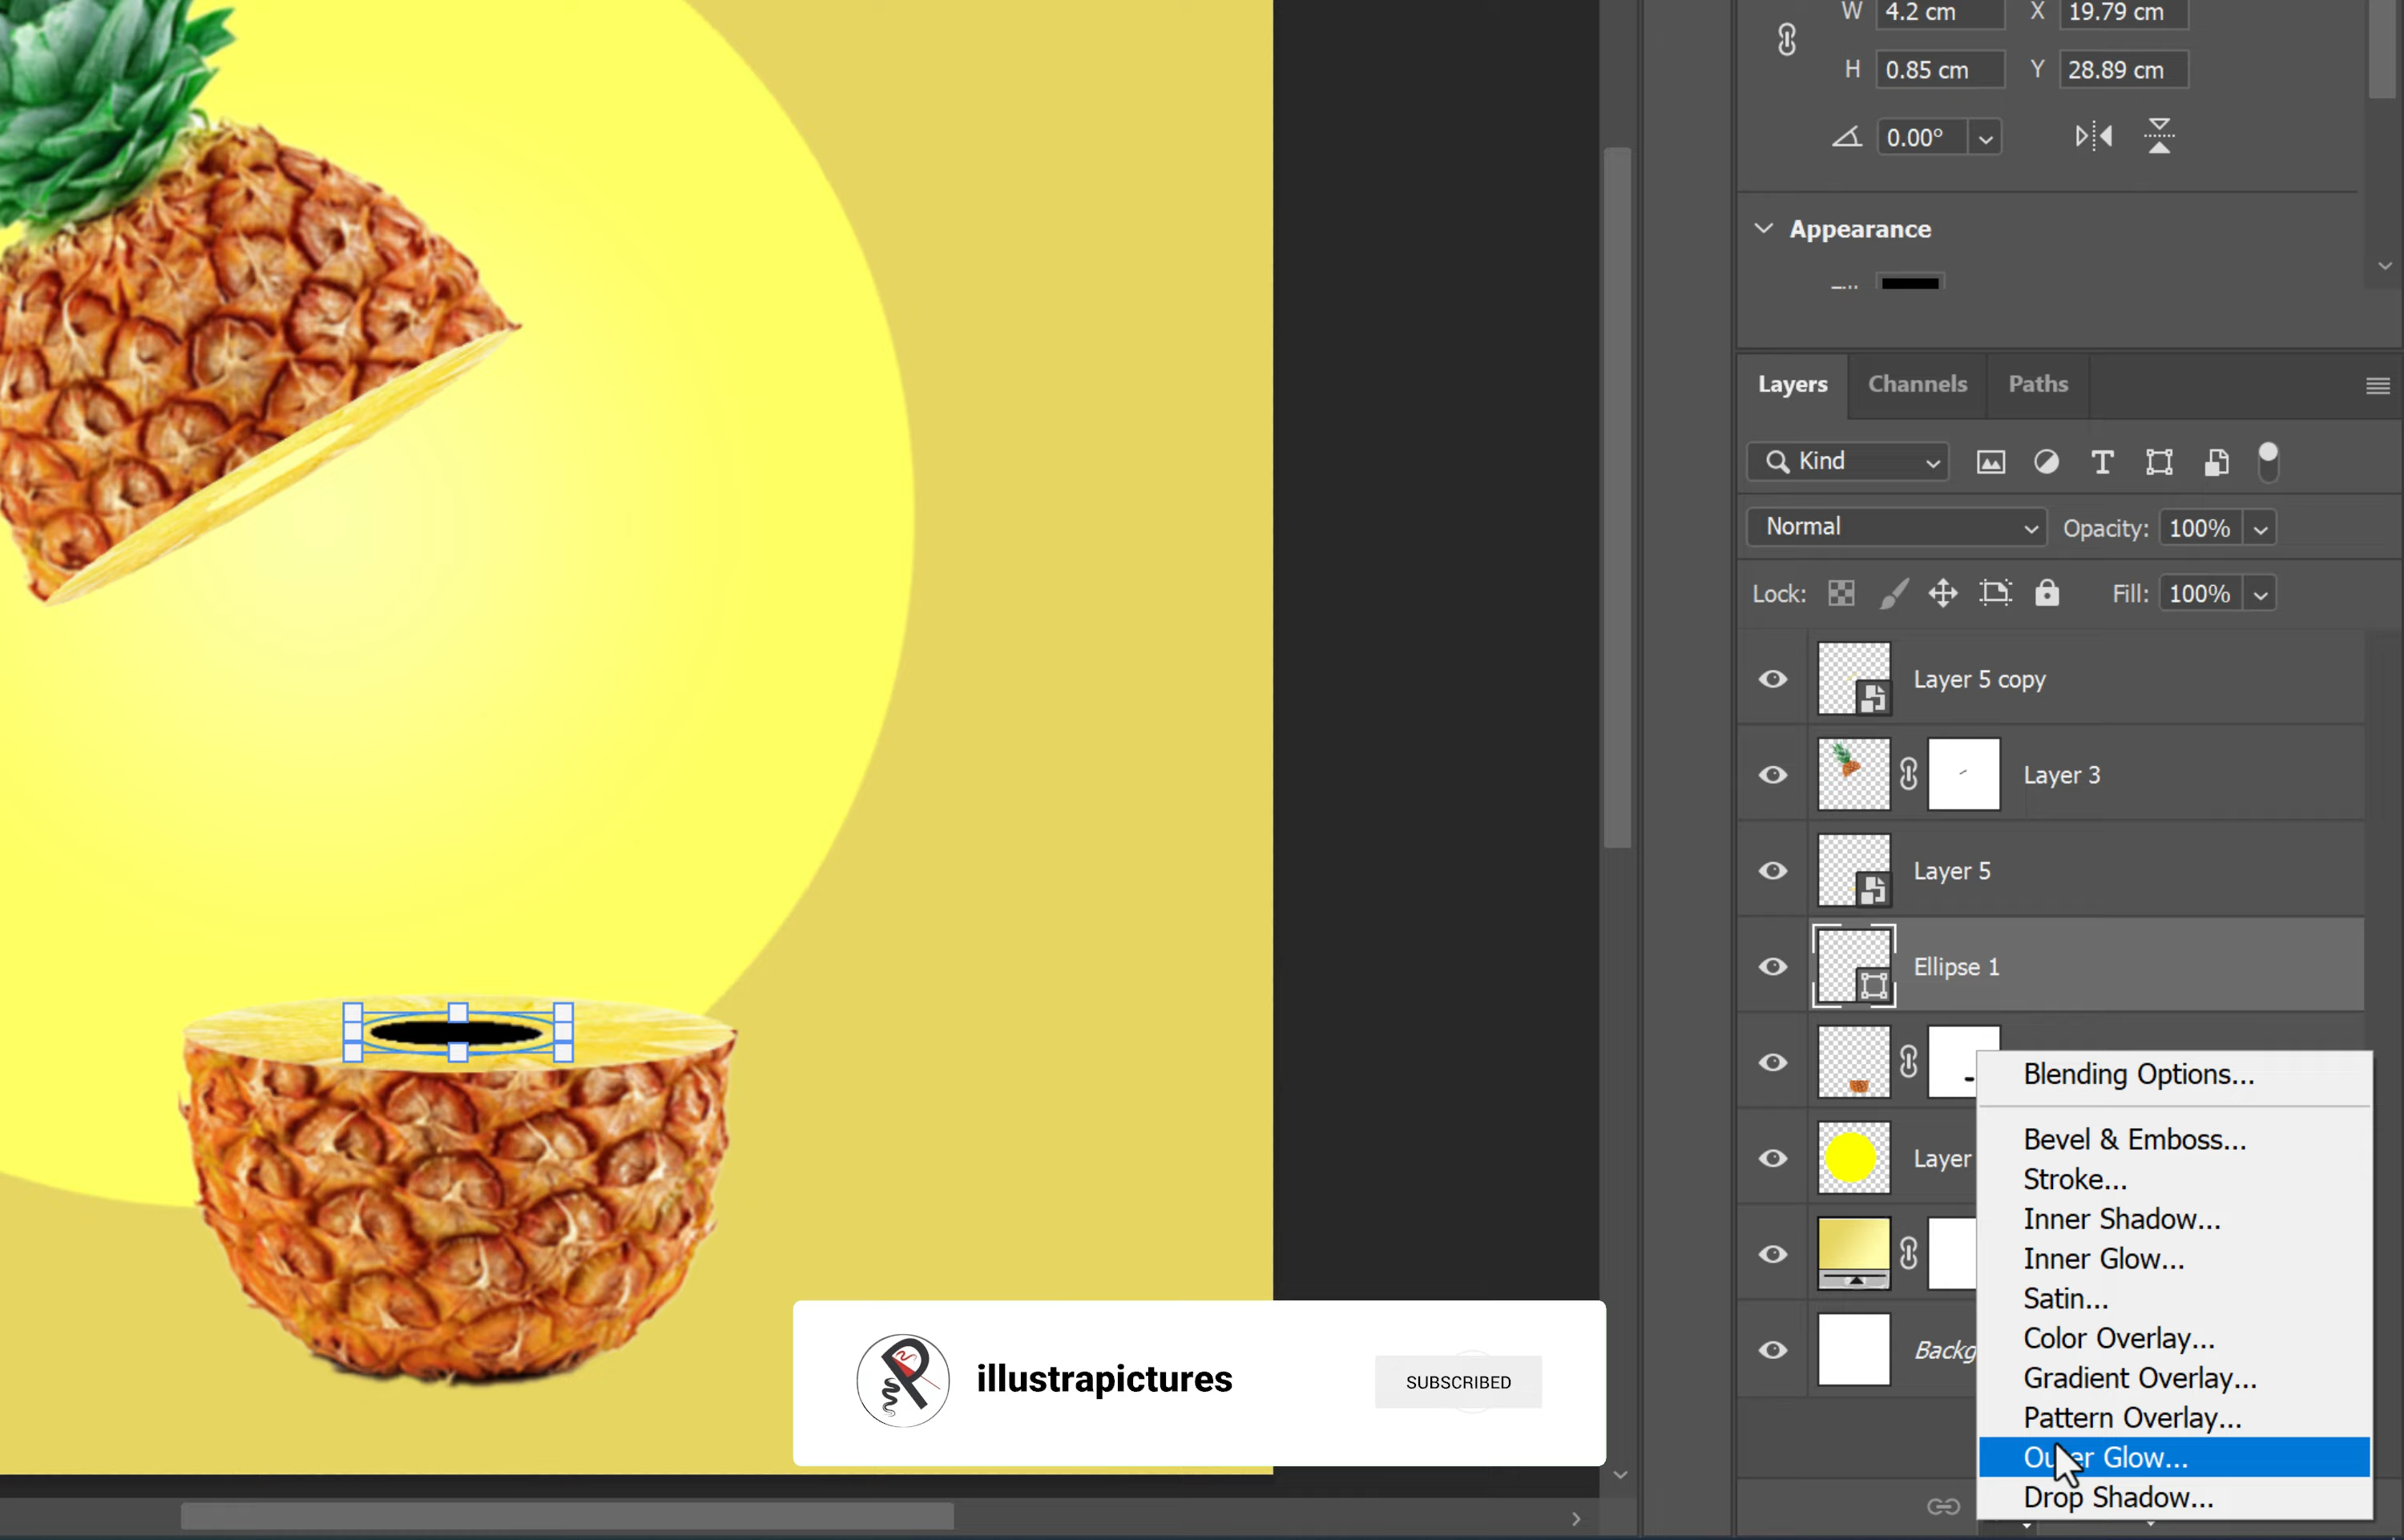 W 4.2 cm X 19.79 cm
H 0.85 cm Y 28.89 cm
0.00°
Appearance
Layers Channels Paths
Kind
Normal Opacity: 100%
Lock: Fill: 100%
Layer 5 copy
Layer 3
Layer 5
Ellipse 1
Layer
Backg
Blending Options...
Bevel & Emboss...
Stroke...
Inner Shadow...
Inner Glow...
Satin...
Color Overlay...
Gradient Overlay...
Pattern Overlay...
Outer Glow...
Drop Shadow...
illustrapictures
SUBSCRIBED